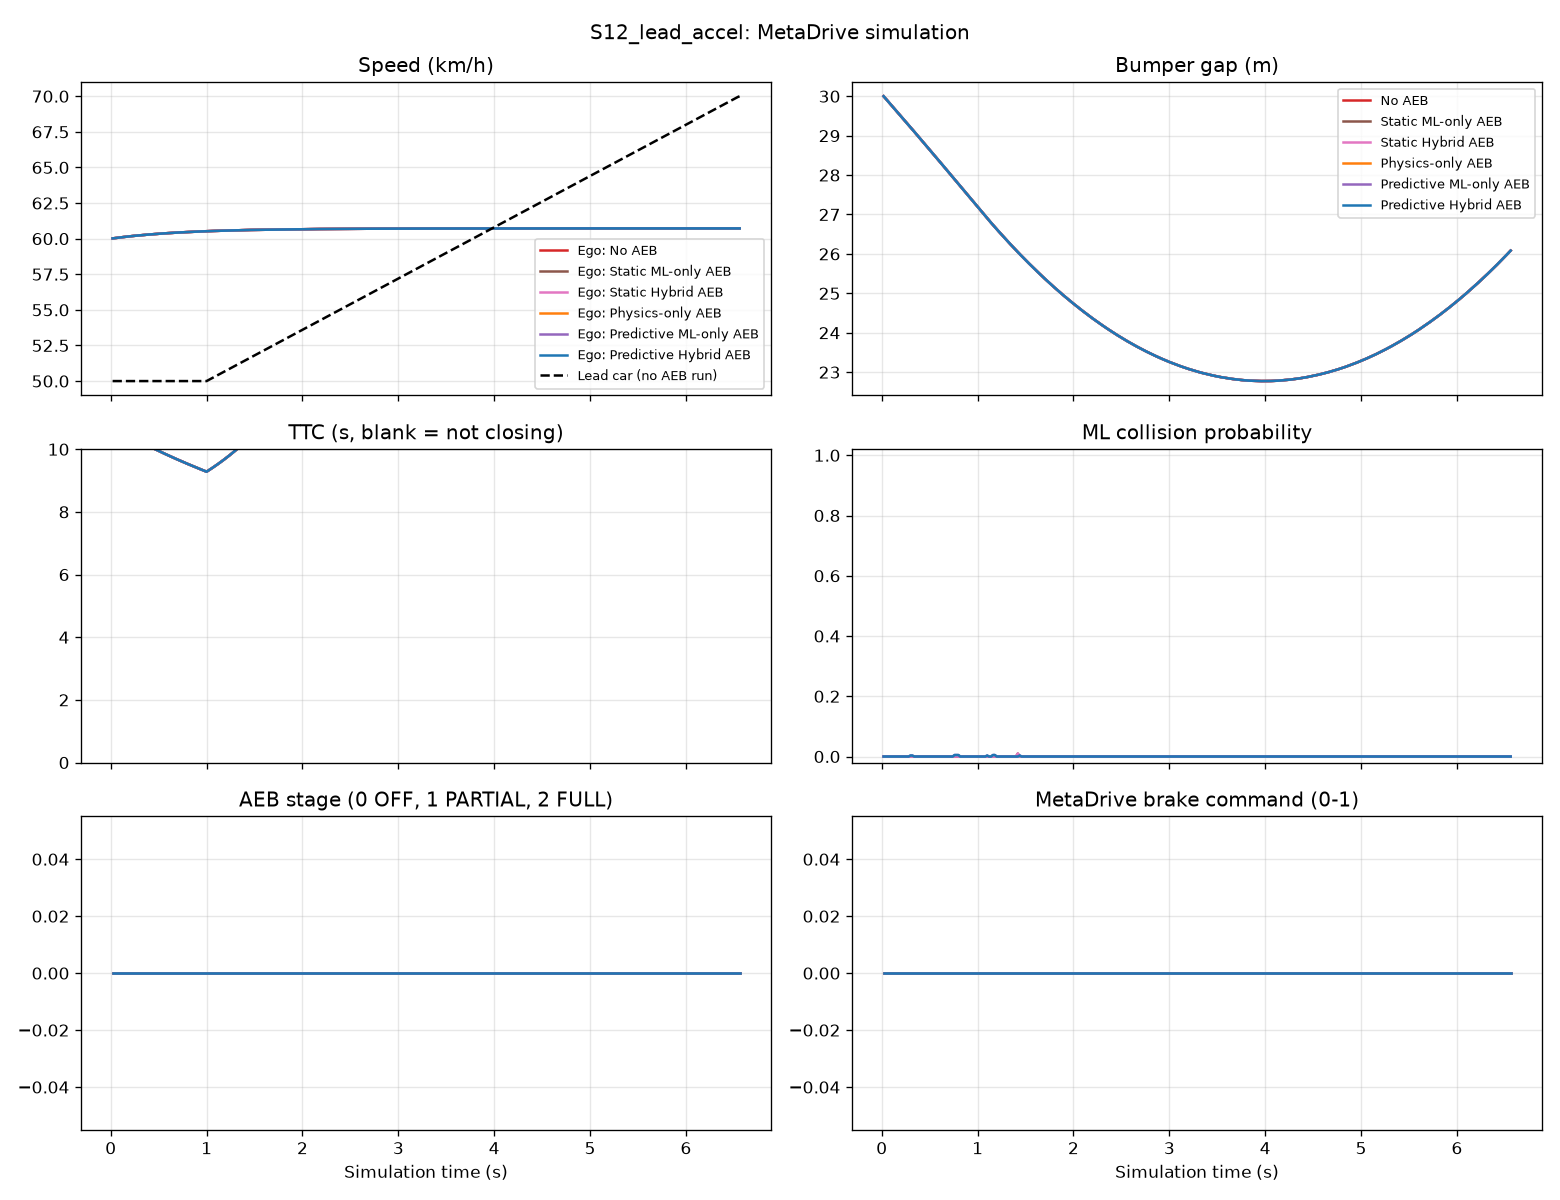 S12_lead_accel: MetaDrive simulation
Speed (km/h)
70.0
67.5
65.0
62.5
60.0
57.5
55.0
52.5
50.0
Ego: No AEB
Ego: Static ML-only AEB
Ego: Static Hybrid AEB
Ego: Physics-only AEB
Ego: Predictive ML-only AEB
Ego: Predictive Hybrid AEB
Lead car (no AEB run)
Bumper gap (m)
30
29
28
27
26
25
24
23
No AEB
Static ML-only AEB
Static Hybrid AEB
Physics-only AEB
Predictive ML-only AEB
Predictive Hybrid AEB
TTC (s, blank = not closing)
10
8
6
4
2
0
ML collision probability
1.0
0.8
0.6
0.4
0.2
0.0
AEB stage (0 OFF, 1 PARTIAL, 2 FULL)
0.04
0.02
0.00
−0.02
−0.04
0 1 2 3 4 5 6
Simulation time (s)
MetaDrive brake command (0-1)
0.04
0.02
0.00
−0.02
−0.04
0 1 2 3 4 5 6
Simulation time (s)